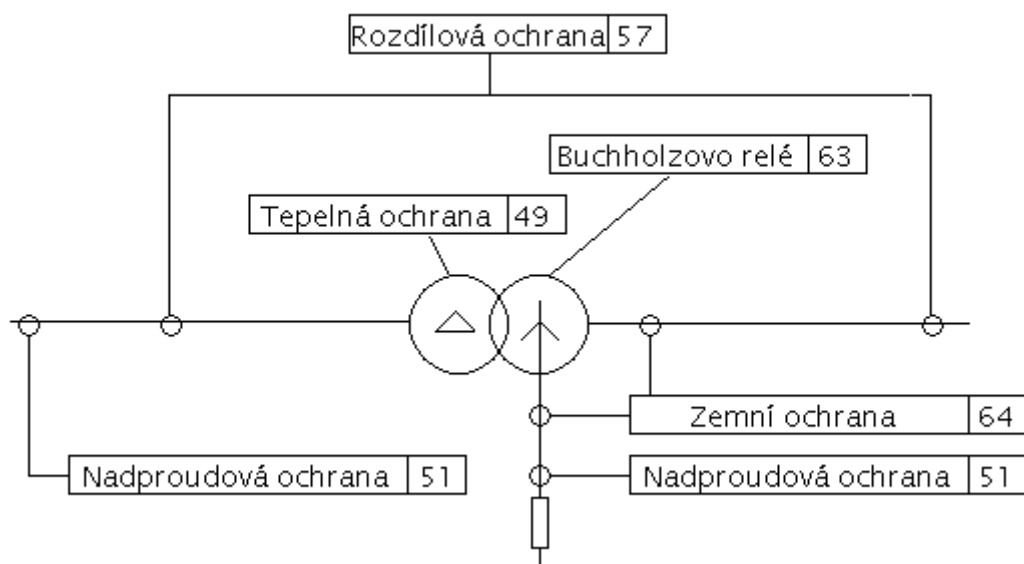 Rozdílová ochrana 57
Buchholzovo relé 63
Tepelná ochrana 49
Zemní ochrana 64
Nadproudová ochrana 51
Nadproudová ochrana 51